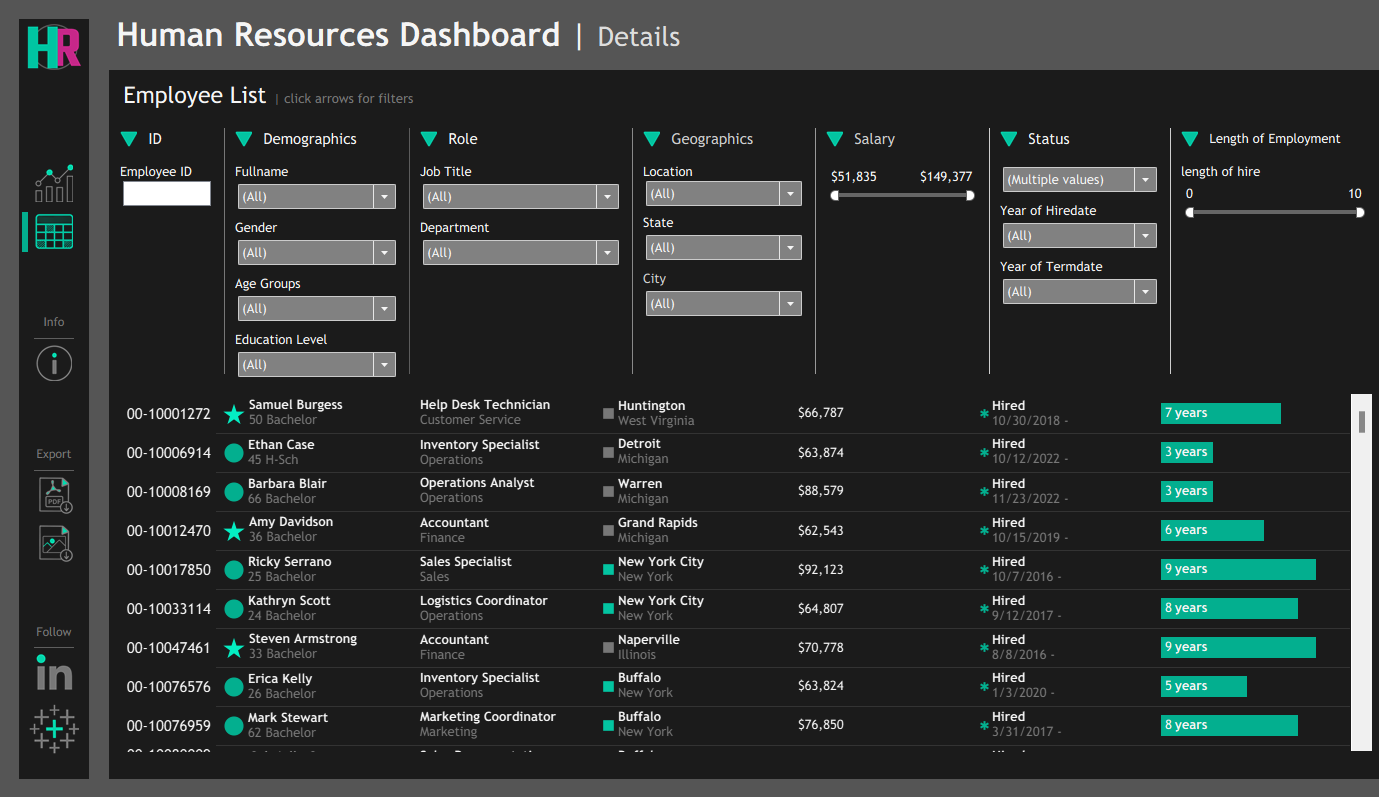 HR
Human Resources Dashboard | Details
Employee List | click arrows for filters
ID
Employee ID
Demographics
Fullname
(All)
Gender
(All)
Age Groups
(All)
Education Level
(All)
Role
Job Title
(All)
Department
(All)
Geographics
Location
(All)
State
(All)
City
(All)
Salary
$51,835 $149,377
Status
(Multiple values)
Year of Hiredate
(All)
Year of Termdate
(All)
Length of Employment
length of hire
0 10
Info
Export
PDF
Follow
in
00-10001272 Samuel Burgess Help Desk Technician Huntington $66,787 Hired 7 years
50 Bachelor Customer Service West Virginia 10/30/2018 -
00-10006914 Ethan Case Inventory Specialist Detroit $63,874 Hired 3 years
45 H-Sch Operations Michigan 10/12/2022 -
00-10008169 Barbara Blair Operations Analyst Warren $88,579 Hired 3 years
66 Bachelor Operations Michigan 11/23/2022 -
00-10012470 Amy Davidson Accountant Grand Rapids $62,543 Hired 6 years
36 Bachelor Finance Michigan 10/15/2019 -
00-10017850 Ricky Serrano Sales Specialist New York City $92,123 Hired 9 years
25 Bachelor Sales New York 10/7/2016 -
00-10033114 Kathryn Scott Logistics Coordinator New York City $64,807 Hired 8 years
24 Bachelor Operations New York 9/12/2017 -
00-10047461 Steven Armstrong Accountant Naperville $70,778 Hired 9 years
33 Bachelor Finance Illinois 8/8/2016 -
00-10076576 Erica Kelly Inventory Specialist Buffalo $63,824 Hired 5 years
26 Bachelor Operations New York 1/3/2020 -
00-10076959 Mark Stewart Marketing Coordinator Buffalo $76,850 Hired 8 years
62 Bachelor Marketing New York 3/31/2017 -